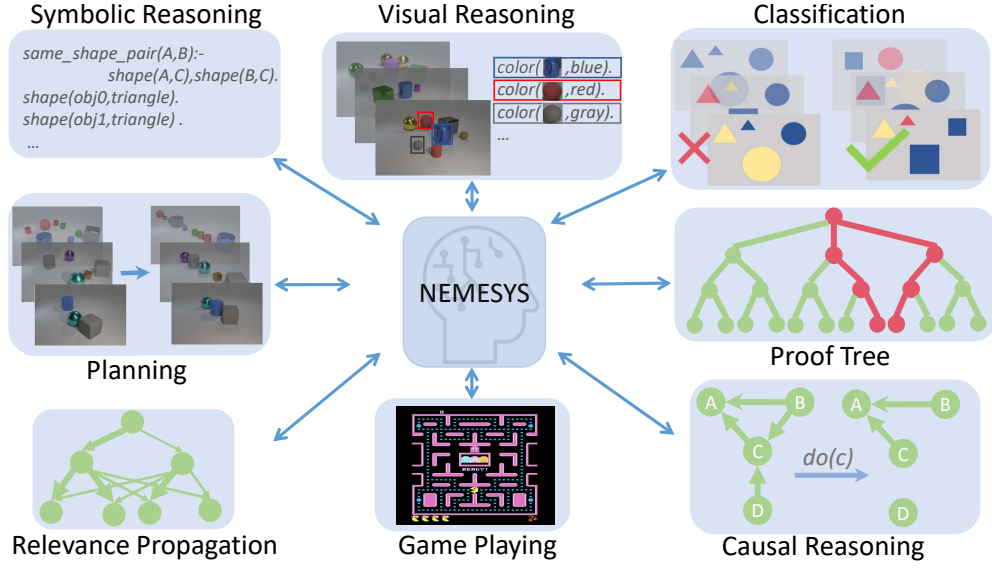 Symbolic Reasoning
same_shape_pair(A,B):-
shape(A,C),shape(B,C).
shape(obj0,triangle).
shape(obj1,triangle) .
...
Visual Reasoning
color( ,blue).
color( ,red).
color( ,gray).
...
Classification
Planning
NEMESYS
Proof Tree
Relevance Propagation
READY!
Game Playing
A
B
C
D
do(c)
A
B
C
D
Causal Reasoning